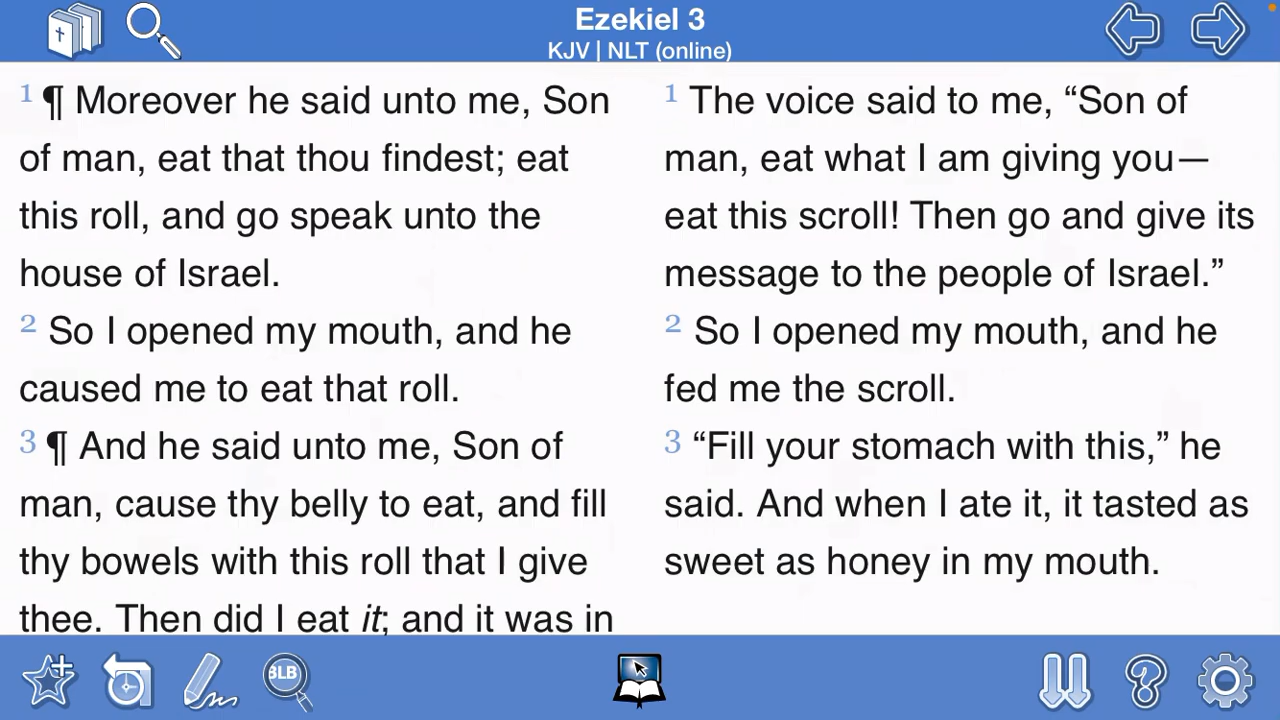 Ezekiel 3
KJV | NLT (online)
1 ¶ Moreover he said unto me, Son
of man, eat that thou findest; eat
this roll, and go speak unto the
house of Israel.
2 So I opened my mouth, and he
caused me to eat that roll.
3 ¶ And he said unto me, Son of
man, cause thy belly to eat, and fill
thy bowels with this roll that I give
thee. Then did I eat it; and it was in
1 The voice said to me, “Son of
man, eat what I am giving you—
eat this scroll! Then go and give its
message to the people of Israel.”
2 So I opened my mouth, and he
fed me the scroll.
3 “Fill your stomach with this,” he
said. And when I ate it, it tasted as
sweet as honey in my mouth.
BLB